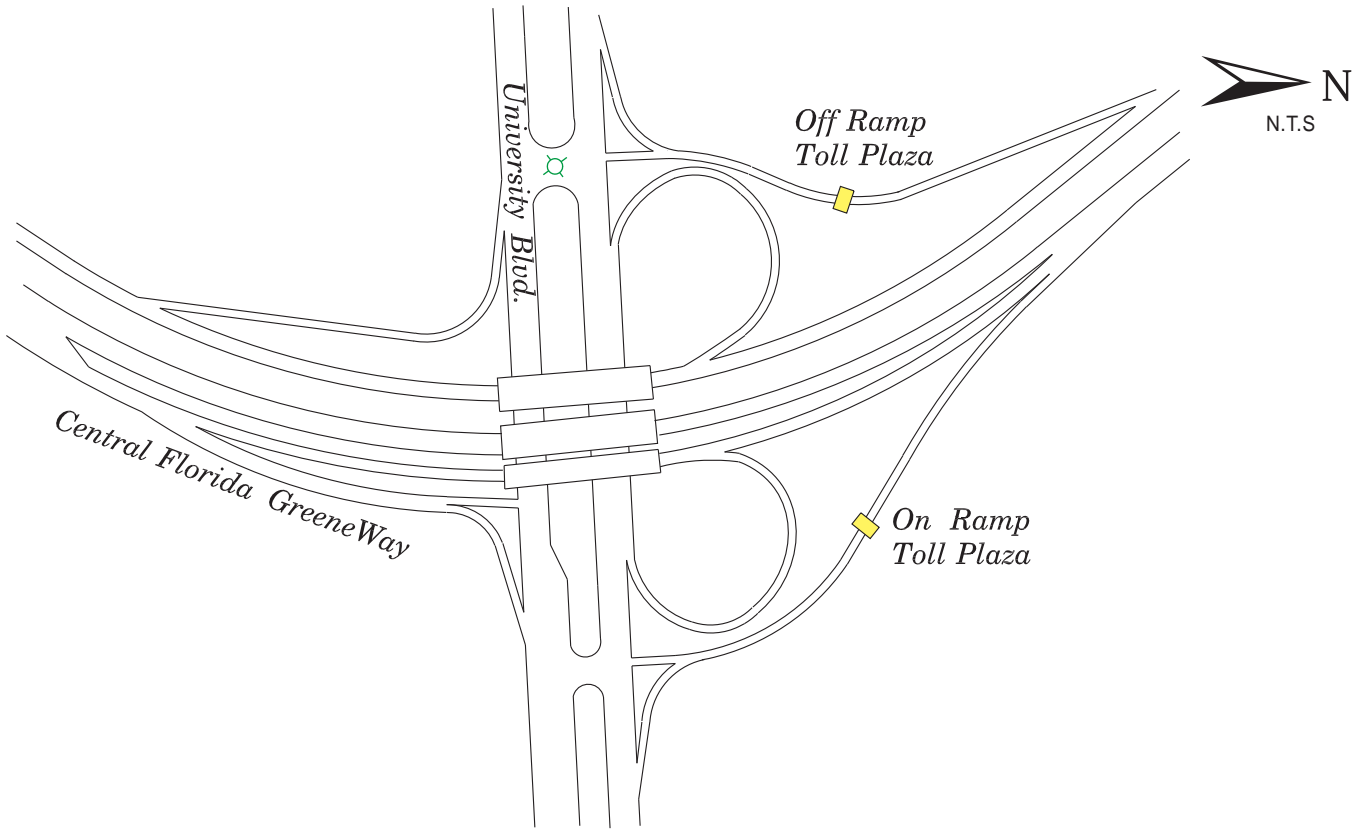 N
N.T.S
University Blvd.
Off Ramp
Toll Plaza
Central Florida GreeneWay
On Ramp
Toll Plaza